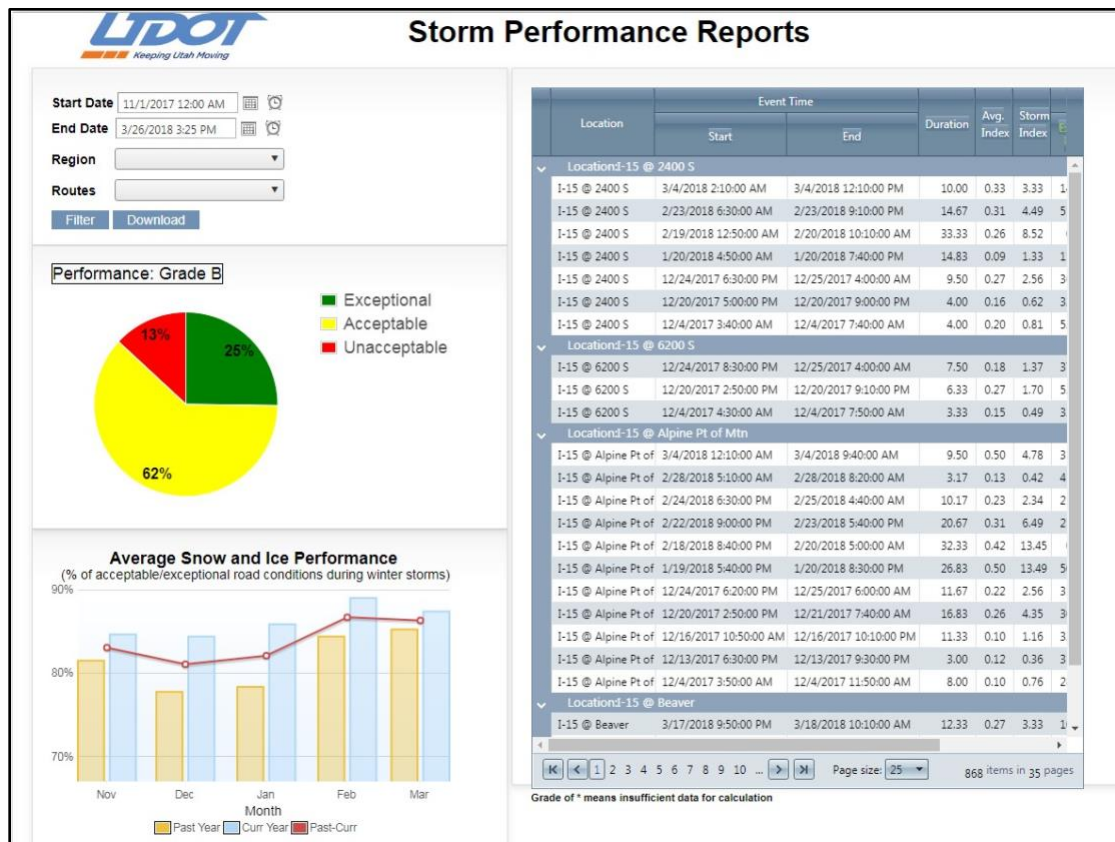 UDOT
Keeping Utah Moving
Storm Performance Reports
Start Date 11/1/2017 12:00 AM
End Date 3/26/2018 3:25 PM
Region
Routes
Filter Download
Performance: Grade B
Exceptional
Acceptable
Unacceptable
13%
25%
62%
Average Snow and Ice Performance
(% of acceptable/exceptional road conditions during winter storms)
90%
80%
70%
Nov Dec Jan Feb Mar
Month
Past Year Curr Year Past-Curr
Location Event Time Duration Avg. Index Storm Index
Start End
Location: I-15 @ 2400 S
I-15 @ 2400 S 3/4/2018 2:10:00 AM 3/4/2018 12:10:00 PM 10.00 0.33 3.33
I-15 @ 2400 S 2/23/2018 6:30:00 AM 2/23/2018 9:10:00 PM 14.67 0.31 4.49 5
I-15 @ 2400 S 2/19/2018 12:50:00 AM 2/20/2018 10:10:00 AM 33.33 0.26 8.52
I-15 @ 2400 S 1/20/2018 4:50:00 AM 1/20/2018 7:40:00 PM 14.83 0.09 1.33 1
I-15 @ 2400 S 12/24/2017 6:30:00 PM 12/25/2017 4:00:00 AM 9.50 0.27 2.56 3
I-15 @ 2400 S 12/20/2017 5:00:00 PM 12/20/2017 9:00:00 PM 4.00 0.16 0.62 3
I-15 @ 2400 S 12/4/2017 3:40:00 AM 12/4/2017 7:40:00 AM 4.00 0.20 0.81 5
Location: I-15 @ 6200 S
I-15 @ 6200 S 12/24/2017 8:30:00 PM 12/25/2017 4:00:00 AM 7.50 0.18 1.37 3
I-15 @ 6200 S 12/20/2017 2:50:00 PM 12/20/2017 9:10:00 PM 6.33 0.27 1.70 5
I-15 @ 6200 S 12/4/2017 4:30:00 AM 12/4/2017 7:50:00 AM 3.33 0.15 0.49 3
Location: I-15 @ Alpine Pt of Mtn
I-15 @ Alpine Pt of 3/4/2018 12:10:00 AM 3/4/2018 9:40:00 AM 9.50 0.50 4.78 3
I-15 @ Alpine Pt of 2/28/2018 5:10:00 AM 2/28/2018 8:20:00 AM 3.17 0.13 0.42 4
I-15 @ Alpine Pt of 2/24/2018 6:30:00 PM 2/25/2018 4:40:00 AM 10.17 0.23 2.34 2
I-15 @ Alpine Pt of 2/22/2018 9:00:00 PM 2/23/2018 5:40:00 PM 20.67 0.31 6.49 2
I-15 @ Alpine Pt of 2/18/2018 8:40:00 PM 2/20/2018 5:00:00 AM 32.33 0.42 13.45
I-15 @ Alpine Pt of 1/19/2018 5:40:00 PM 1/20/2018 8:30:00 PM 26.83 0.50 13.49 5
I-15 @ Alpine Pt of 12/24/2017 6:20:00 PM 12/25/2017 6:00:00 AM 11.67 0.22 2.56 3
I-15 @ Alpine Pt of 12/20/2017 2:50:00 PM 12/21/2017 7:40:00 AM 16.83 0.26 4.35 3
I-15 @ Alpine Pt of 12/16/2017 10:50:00 AM 12/16/2017 10:10:00 PM 11.33 0.10 1.16 3
I-15 @ Alpine Pt of 12/13/2017 6:30:00 PM 12/13/2017 9:30:00 PM 3.00 0.12 0.36 3
I-15 @ Alpine Pt of 12/4/2017 3:50:00 AM 12/4/2017 11:50:00 AM 8.00 0.10 0.76 2
Location: I-15 @ Beaver
I-15 @ Beaver 3/17/2018 9:50:00 PM 3/18/2018 10:10:00 AM 12.33 0.27 3.33 1
1 2 3 4 5 6 7 8 9 10 ... Page size: 25 868 items in 35 pages
Grade of * means insufficient data for calculation